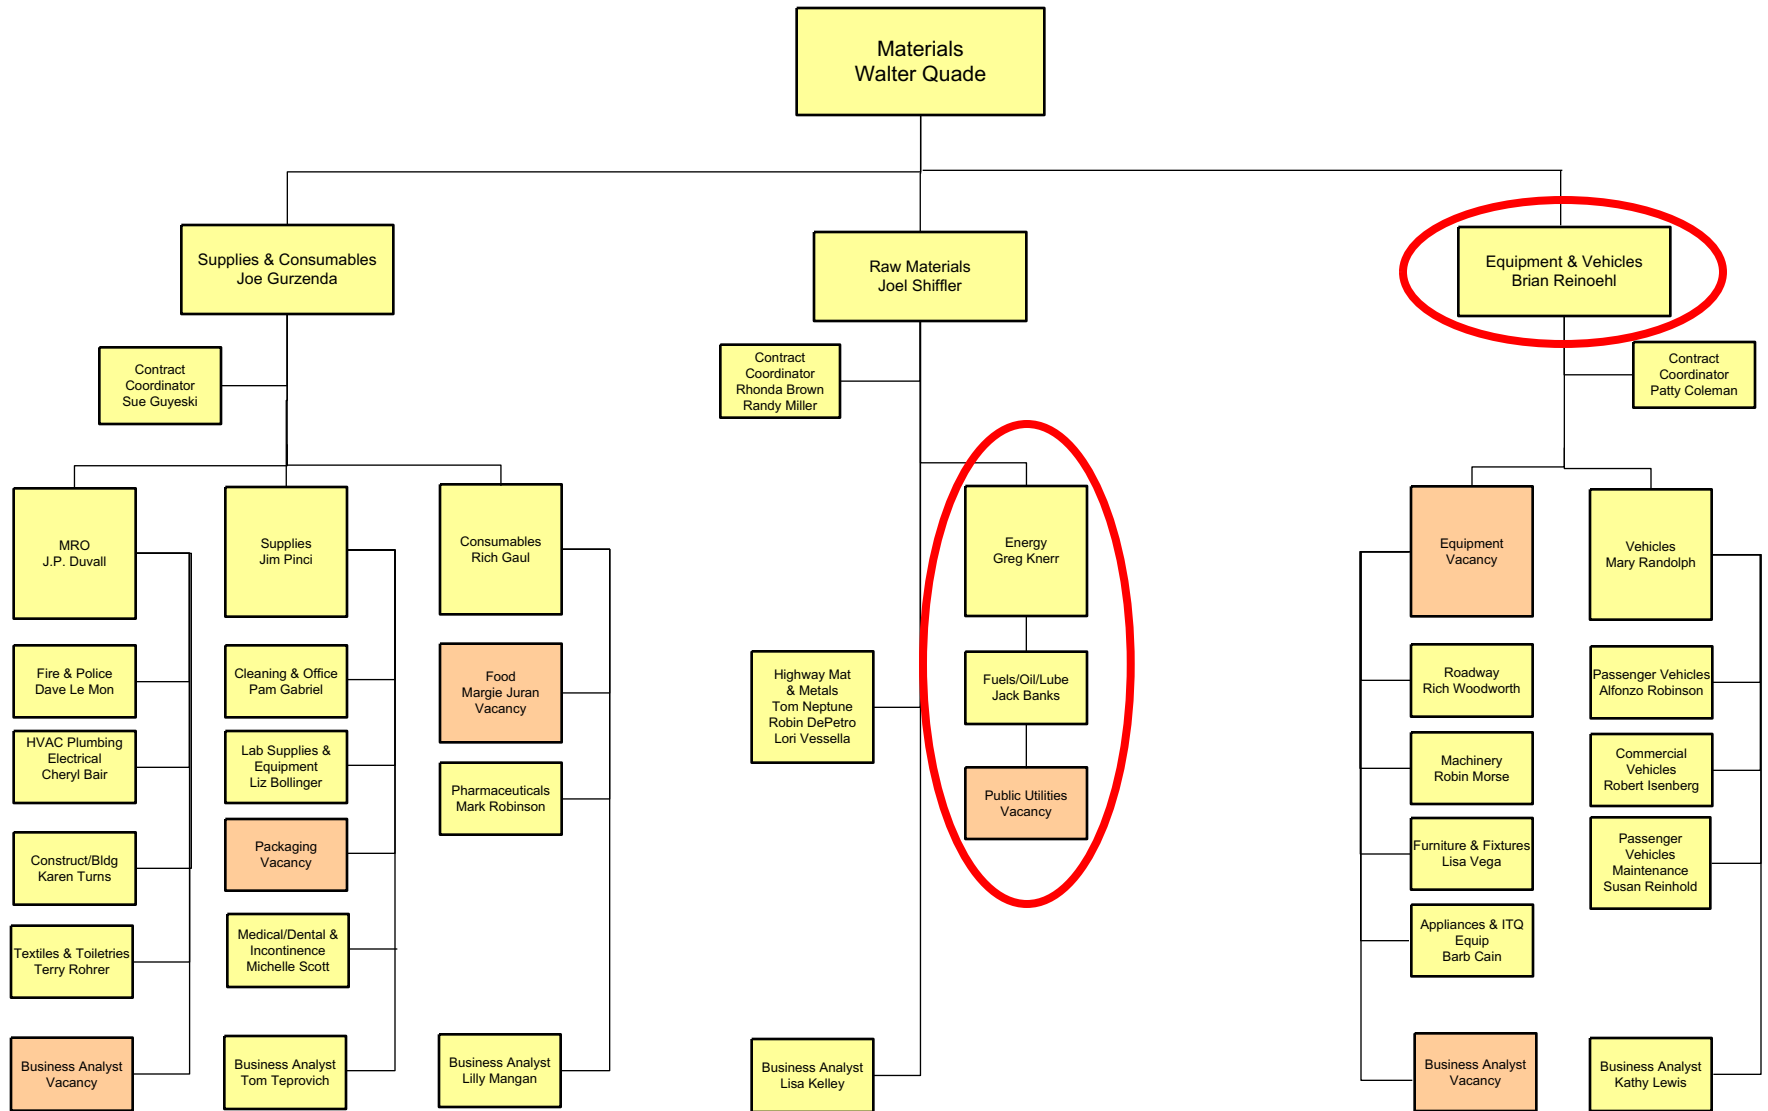 Materials
Walter Quade
Supplies & Consumables
Joe Gurzenda
Raw Materials
Joel Shiffler
Equipment & Vehicles
Brian Reinoehl
Contract
Coordinator
Sue Guyeski
Contract
Coordinator
Rhonda Brown
Randy Miller
Contract
Coordinator
Patty Coleman
MRO
J.P. Duvall
Fire & Police
Dave Le Mon
HVAC Plumbing
Electrical
Cheryl Bair
Construct/Bldg
Karen Turns
Textiles & Toiletries
Terry Rohrer
Business Analyst
Vacancy
Supplies
Jim Pinci
Cleaning & Office
Pam Gabriel
Lab Supplies &
Equipment
Liz Bollinger
Packaging
Vacancy
Medical/Dental &
Incontinence
Michelle Scott
Business Analyst
Tom Teprovich
Consumables
Rich Gaul
Food
Margie Juran
Vacancy
Pharmaceuticals
Mark Robinson
Business Analyst
Lilly Mangan
Highway Mat
& Metals
Tom Neptune
Robin DePetro
Lori Vessella
Business Analyst
Lisa Kelley
Energy
Greg Knerr
Fuels/Oil/Lube
Jack Banks
Public Utilities
Vacancy
Equipment
Vacancy
Roadway
Rich Woodworth
Machinery
Robin Morse
Furniture & Fixtures
Lisa Vega
Appliances & ITQ
Equip
Barb Cain
Business Analyst
Vacancy
Vehicles
Mary Randolph
Passenger Vehicles
Alfonzo Robinson
Commercial
Vehicles
Robert Isenberg
Passenger
Vehicles
Maintenance
Susan Reinhold
Business Analyst
Kathy Lewis